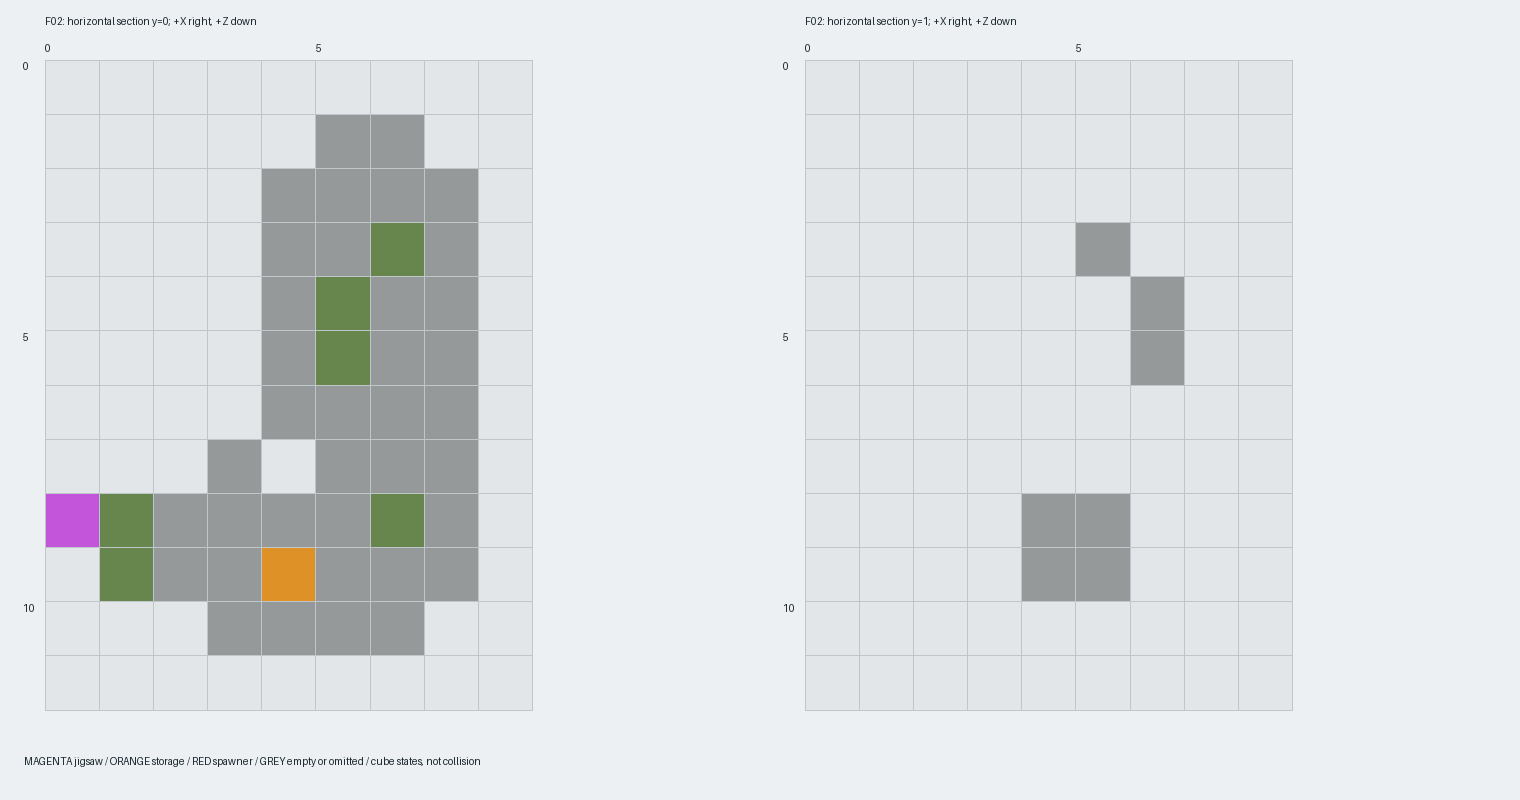 F02: horizontal section y=0; +X right, +Z down
F02: horizontal section y=1; +X right, +Z down
0 5
0 5
0
5
10
0
5
10
MAGENTA jigsaw / ORANGE storage / RED spawner / GREY empty or omitted / cube states, not collision